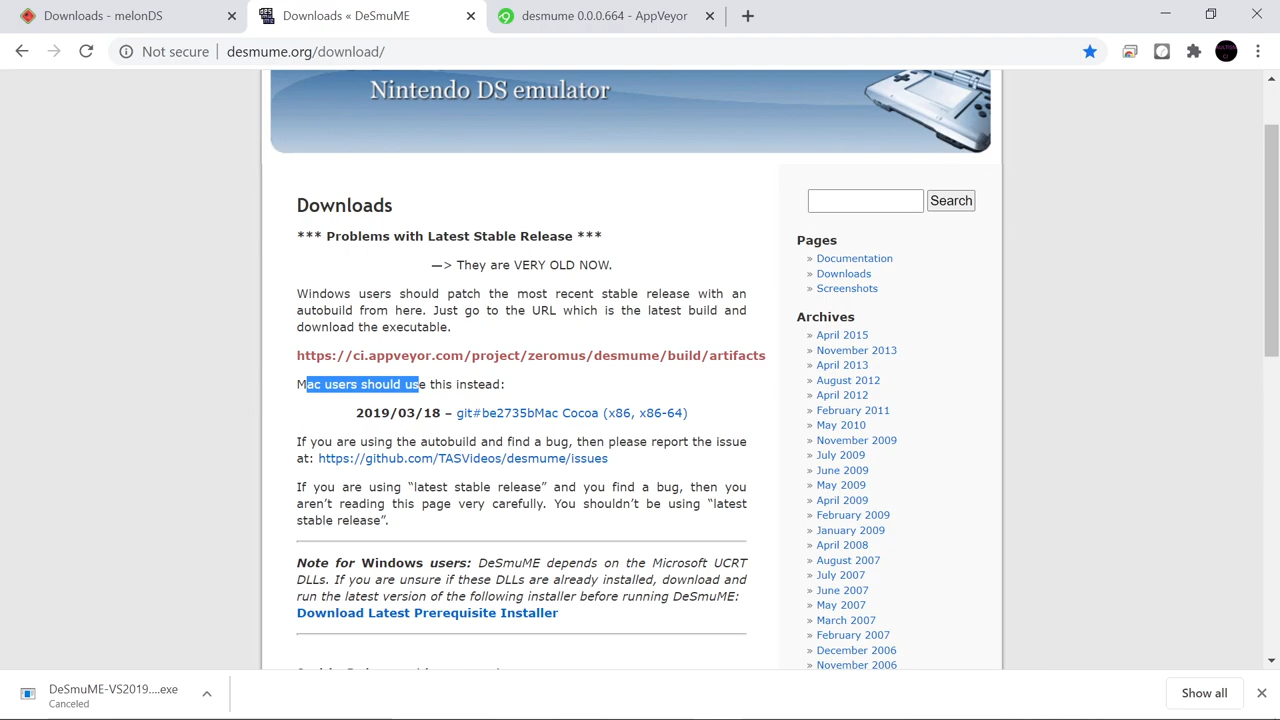 Downloads - melonDS
Downloads « DeSmuME
desmume 0.0.0.664 - AppVeyor
Not secure
desmume.org/download/
Nintendo DS emulator
Downloads
*** Problems with Latest Stable Release ***
—> They are VERY OLD NOW.
Windows users should patch the most recent stable release with an
autobuild from here. Just go to the URL which is the latest build and
download the executable.
https://ci.appveyor.com/project/zeromus/desmume/build/artifacts
Mac users should use this instead:
2019/03/18 – git#be2735bMac Cocoa (x86, x86-64)
If you are using the autobuild and find a bug, then please report the issue
at: https://github.com/TASVideos/desmume/issues
If you are using “latest stable release” and you find a bug, then you
aren’t reading this page very carefully. You shouldn’t be using “latest
stable release”.
Note for Windows users: DeSmuME depends on the Microsoft UCRT
DLLs. If you are unsure if these DLLs are already installed, download and
run the latest version of the following installer before running DeSmuME:
Download Latest Prerequisite Installer
Search
Pages
» Documentation
» Downloads
» Screenshots
Archives
» April 2015
» November 2013
» April 2013
» August 2012
» April 2012
» February 2011
» May 2010
» November 2009
» July 2009
» June 2009
» May 2009
» April 2009
» February 2009
» January 2009
» April 2008
» August 2007
» July 2007
» June 2007
» May 2007
» March 2007
» February 2007
» December 2006
» November 2006
DeSmuME-VS2019....exe
Canceled
Show all